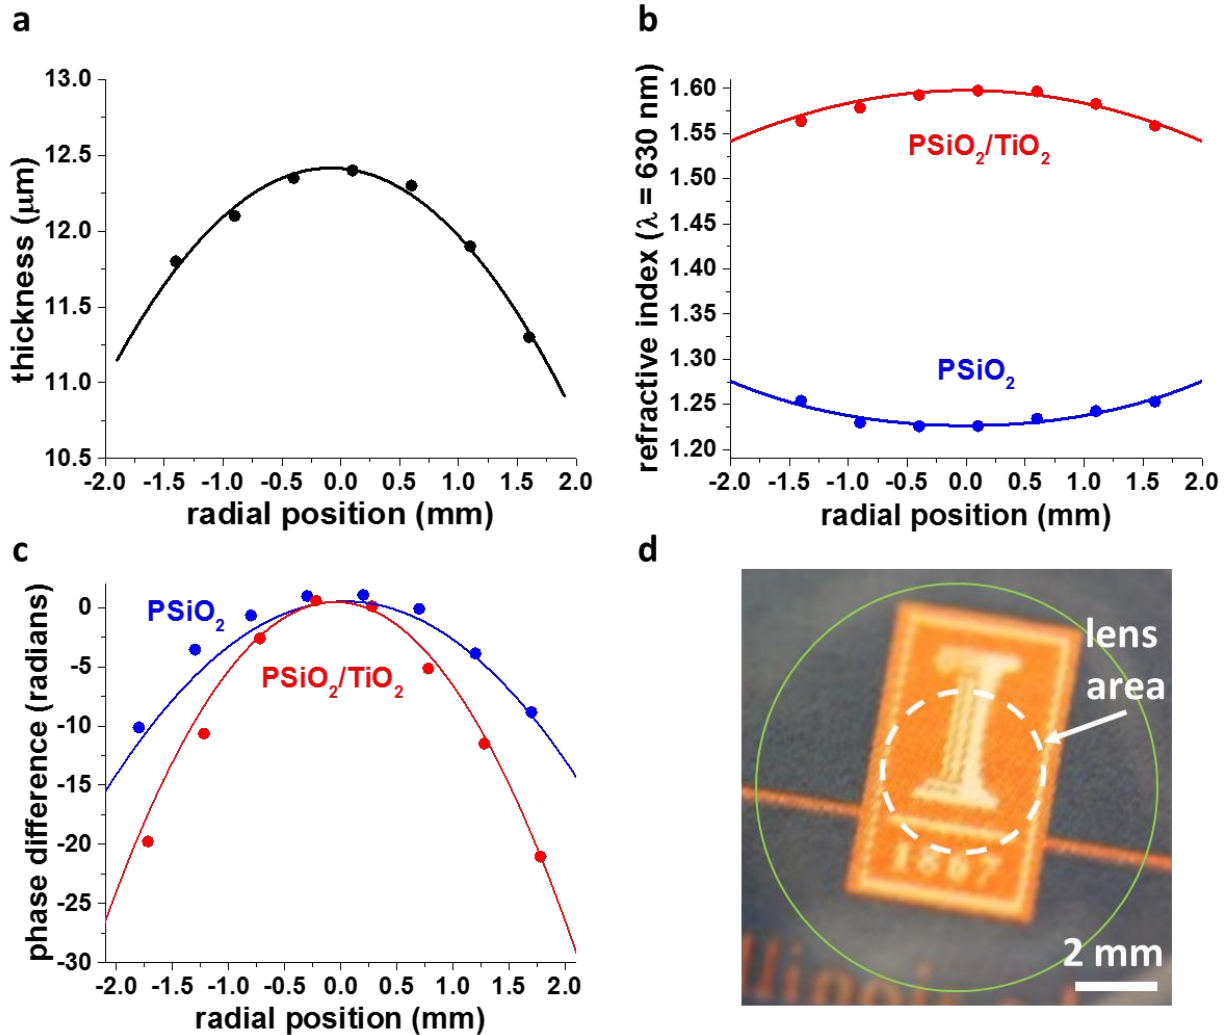 a
13.0
12.5
12.0
11.5
11.0
10.5
thickness (μm)
-2.0 -1.5 -1.0 -0.5 0.0 0.5 1.0 1.5 2.0
radial position (mm)
b
1.60
1.55
1.50
1.45
1.40
1.35
1.30
1.25
1.20
refractive index (λ = 630 nm)
PSiO₂/TiO₂
PSiO₂
-2.0 -1.5 -1.0 -0.5 0.0 0.5 1.0 1.5 2.0
radial position (mm)
c
0
-5
-10
-15
-20
-25
-30
phase difference (radians)
PSiO₂
PSiO₂/TiO₂
-2.0 -1.5 -1.0 -0.5 0.0 0.5 1.0 1.5 2.0
radial position (mm)
d
lens
area
I
1867
2 mm